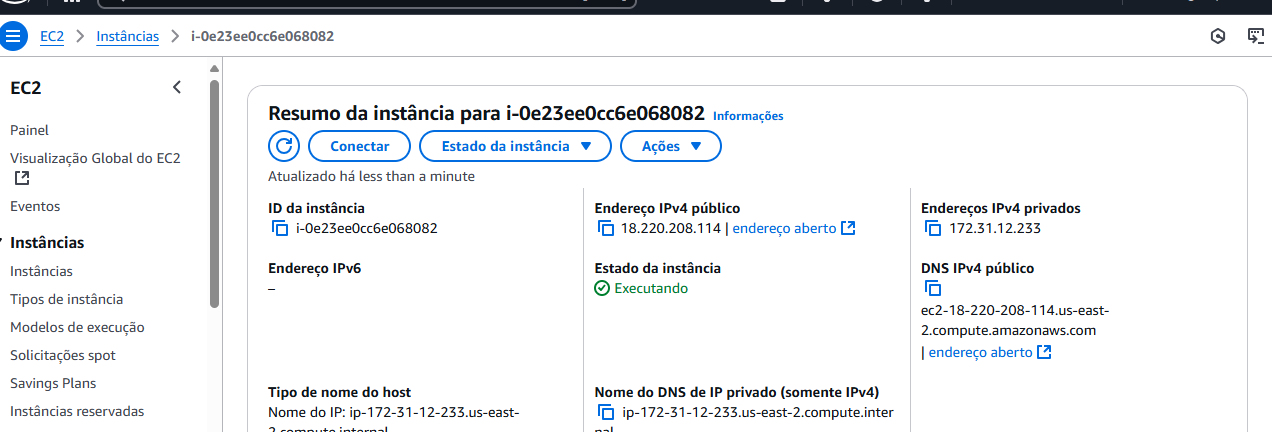 EC2 > Instâncias > i-0e23ee0cc6e068082
EC2
Painel
Visualização Global do EC2
Eventos
Instâncias
Instâncias
Tipos de instância
Modelos de execução
Solicitações spot
Savings Plans
Instâncias reservadas
Resumo da instância para i-0e23ee0cc6e068082 Informações
Conectar
Estado da instância
Ações
Atualizado há less than a minute
ID da instância
i-0e23ee0cc6e068082
Endereço IPv4 público
18.220.208.114 | endereço aberto
Endereços IPv4 privados
172.31.12.233
Endereço IPv6
–
Estado da instância
Executando
DNS IPv4 público
ec2-18-220-208-114.us-east-
2.compute.amazonaws.com
| endereço aberto
Tipo de nome do host
Nome do IP: ip-172-31-12-233.us-east-
2.compute.internal
Nome do DNS de IP privado (somente IPv4)
ip-172-31-12-233.us-east-2.compute.inter
nal